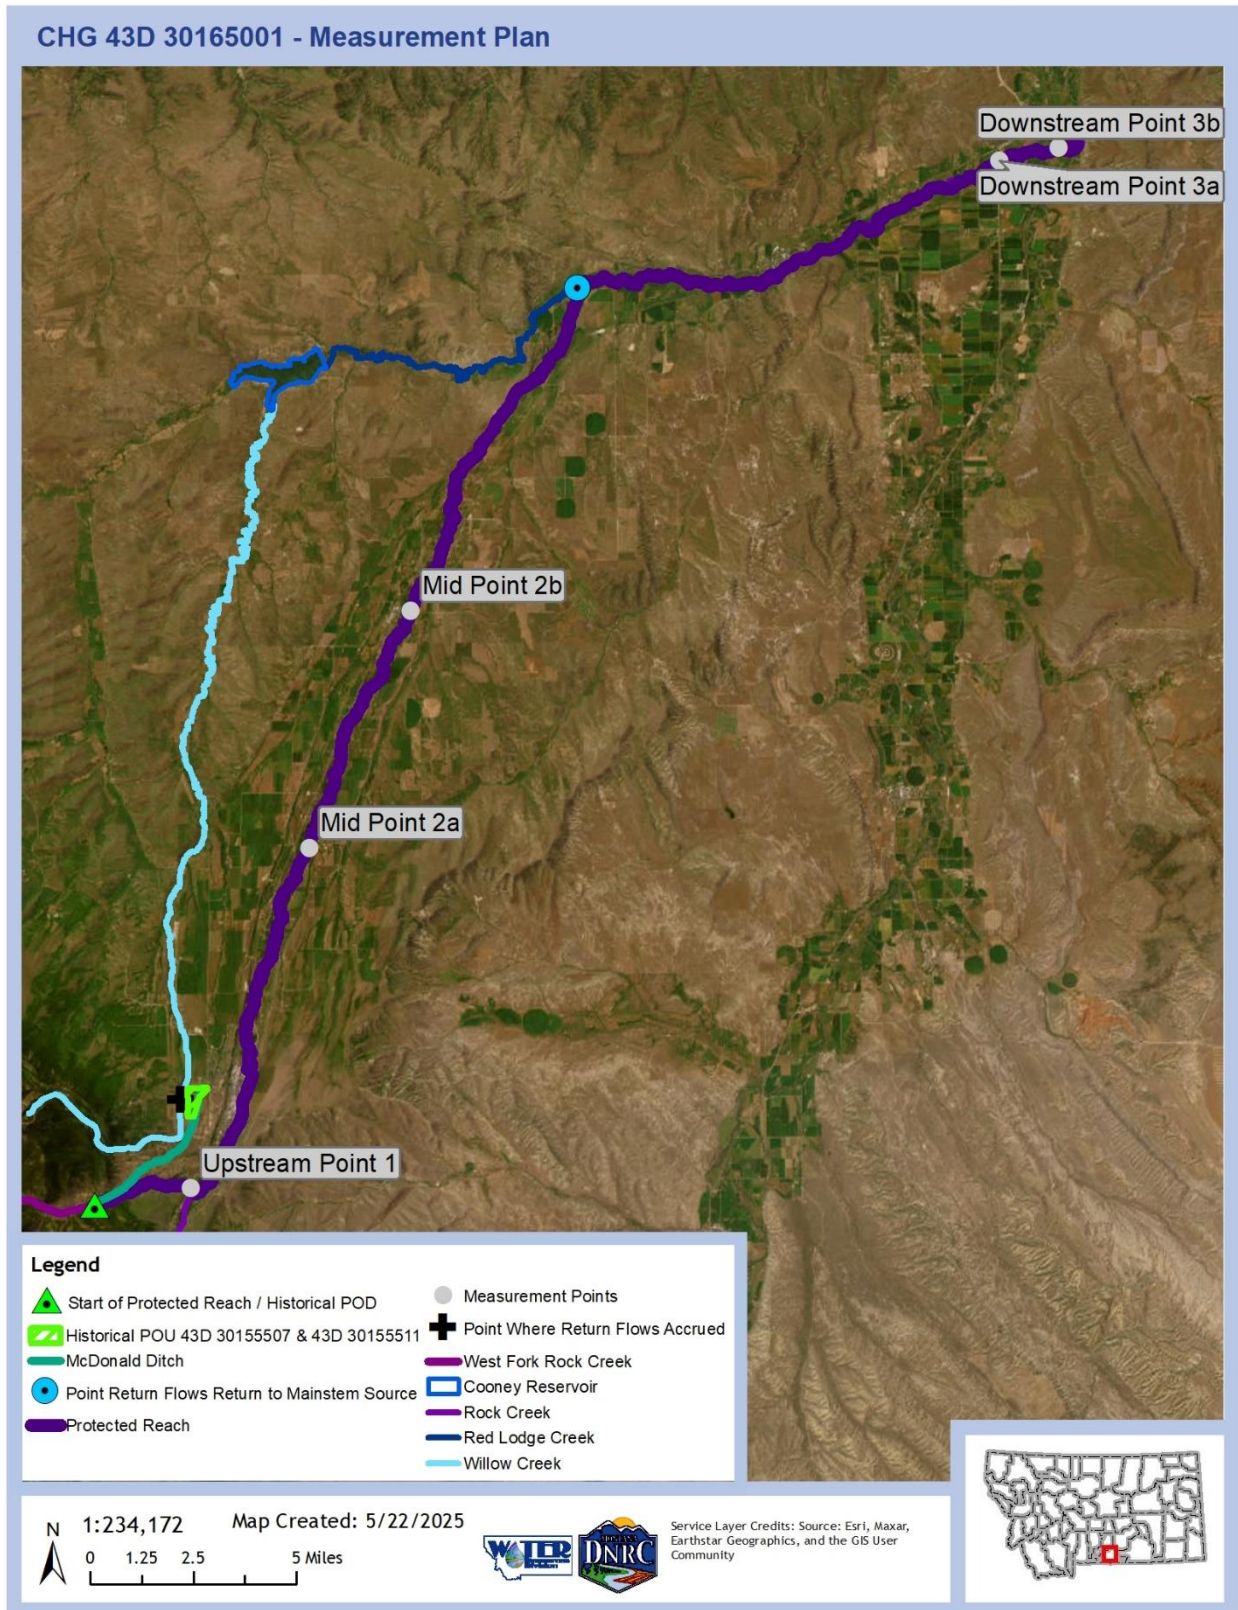 CHG 43D 30165001 - Measurement Plan
Downstream Point 3b
Downstream Point 3a
Mid Point 2b
Mid Point 2a
Upstream Point 1
Legend
Start of Protected Reach / Historical POD
Historical POU 43D 30155507 & 43D 30155511
McDonald Ditch
Point Return Flows Return to Mainstem Source
Protected Reach
Measurement Points
Point Where Return Flows Accrued
West Fork Rock Creek
Cooney Reservoir
Rock Creek
Red Lodge Creek
Willow Creek
N
1:234,172
Map Created: 5/22/2025
0 1.25 2.5 5 Miles
WATER
MONTANA
DNRC
Service Layer Credits: Source: Esri, Maxar,
Earthstar Geographics, and the GIS User
Community